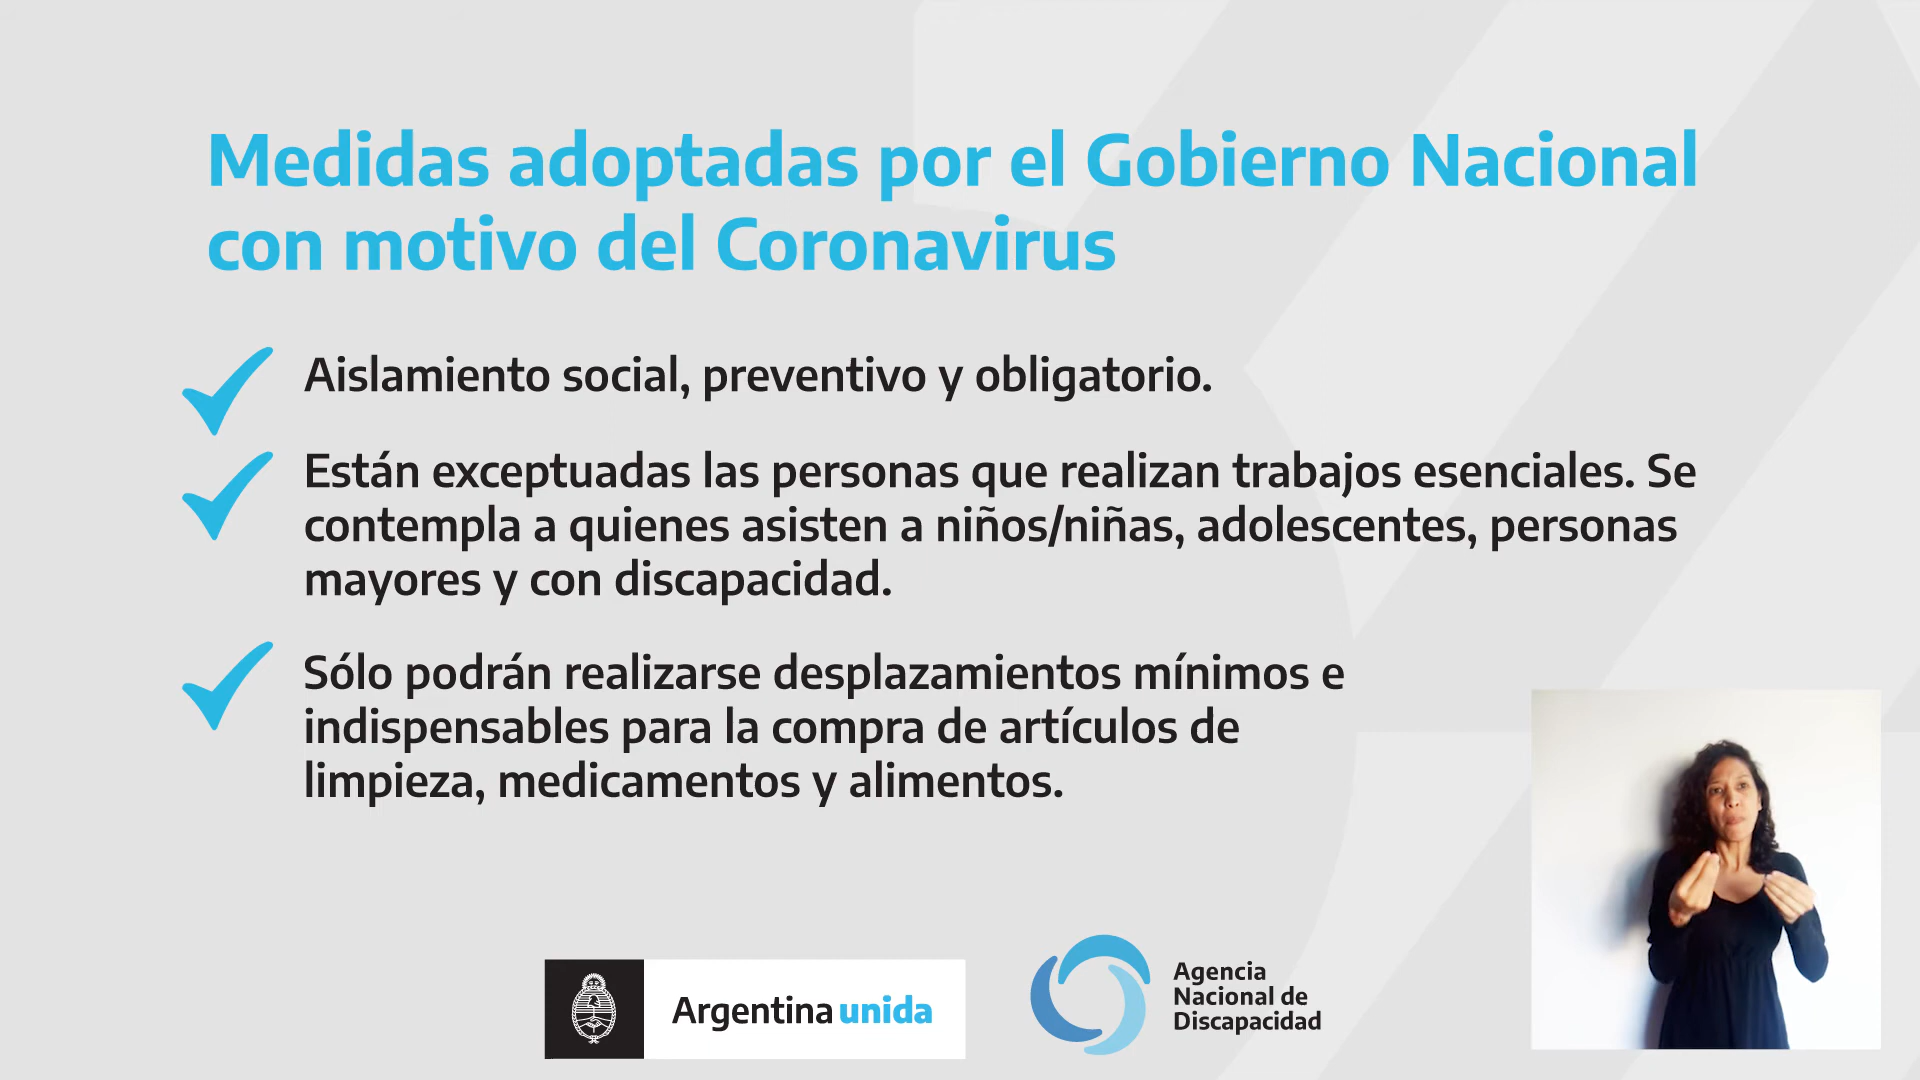 Medidas adoptadas por el Gobierno Nacional
con motivo del Coronavirus
Aislamiento social, preventivo y obligatorio.
Están exceptuadas las personas que realizan trabajos esenciales. Se
contempla a quienes asisten a niños/niñas, adolescentes, personas
mayores y con discapacidad.
Sólo podrán realizarse desplazamientos mínimos e
indispensables para la compra de artículos de
limpieza, medicamentos y alimentos.
Argentina unida
Agencia
Nacional de
Discapacidad